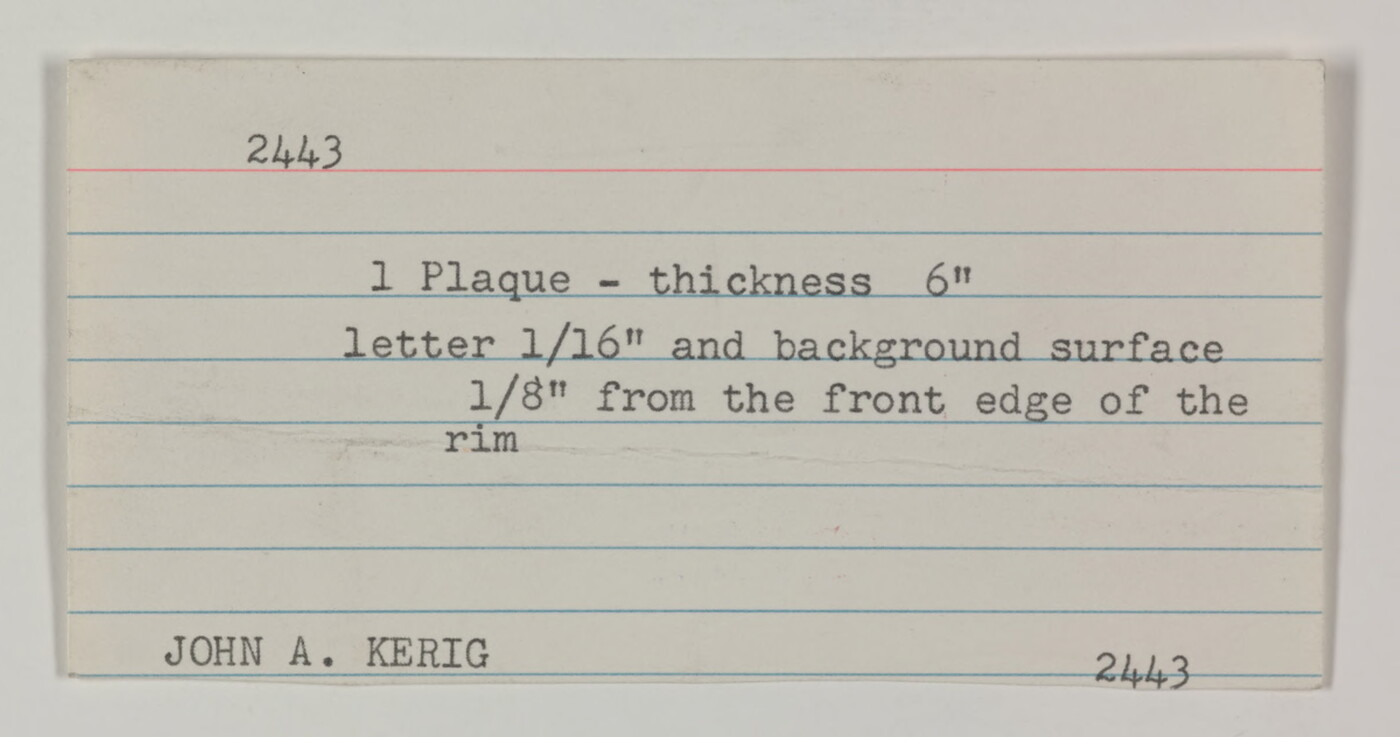 2443
1 Plaque - thickness 6"
letter 1/16" and background surface
1/8" from the front edge of the
rim
JOHN A. KERIG 2443